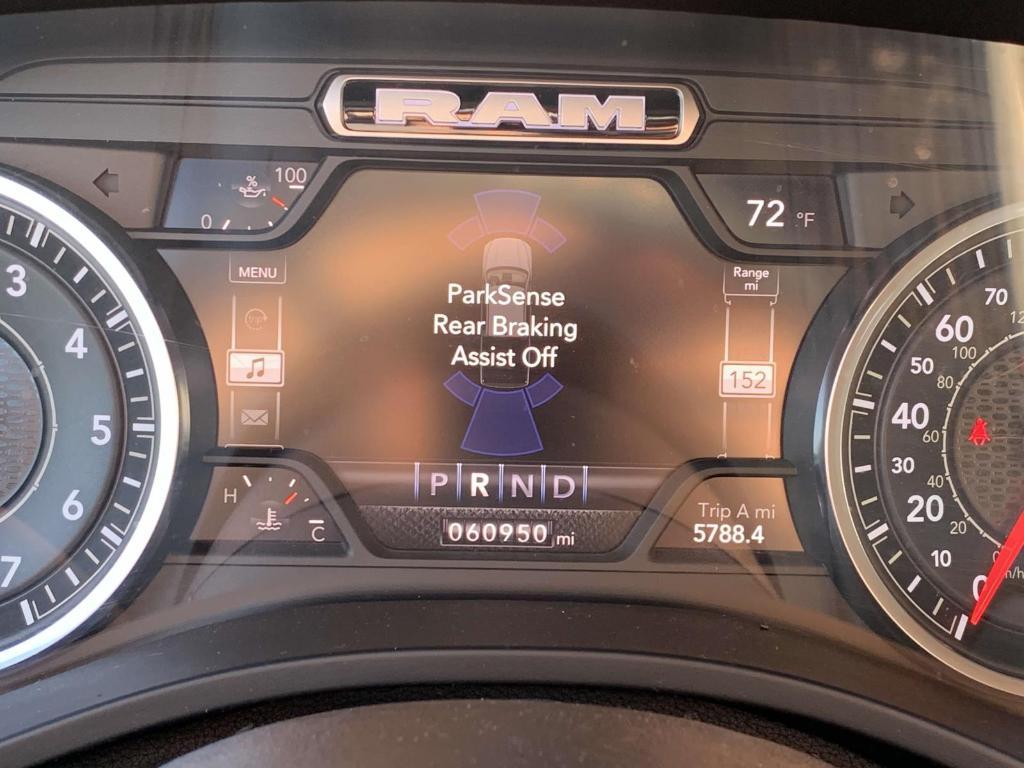 RAM
100
%
0
72 °F
MENU
Range
mi
ParkSense
Rear Braking
Assist Off
152
P R N D
060950 mi
H
C
Trip A mi
5788.4
3
4
5
6
7
70
60
50
40
30
20
10
0
100
80
60
40
20